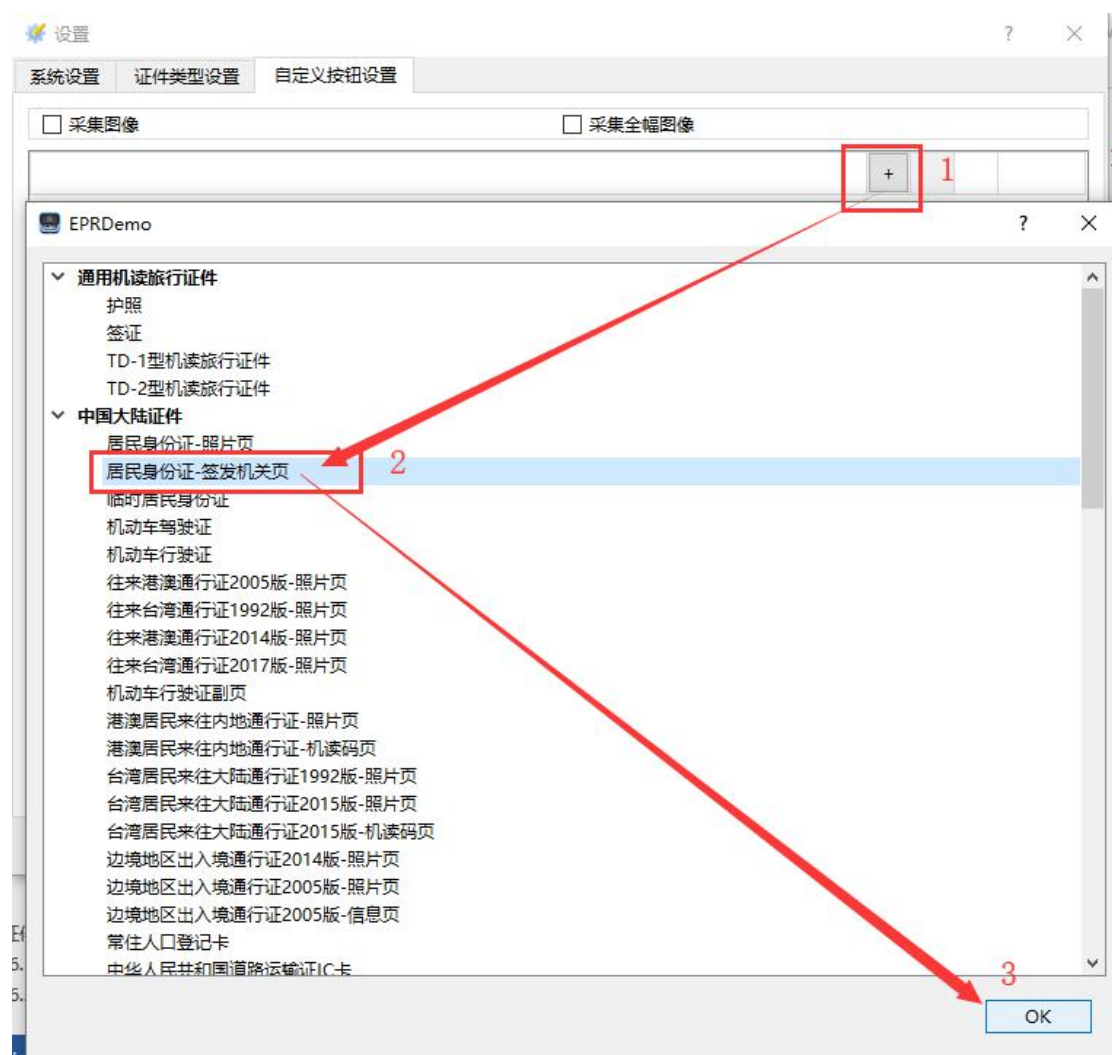 设置
系统设置 证件类型设置 自定义按钮设置
采集图像 采集全幅图像
+ 1
EPRDemo
通用机读旅行证件
护照
签证
TD-1型机读旅行证件
TD-2型机读旅行证件
中国大陆证件
居民身份证-照片页
居民身份证-签发机关页 2
临时居民身份证
机动车驾驶证
机动车行驶证
往来港澳通行证2005版-照片页
往来台湾通行证1992版-照片页
往来港澳通行证2014版-照片页
往来台湾通行证2017版-照片页
机动车行驶证副页
港澳居民来往内地通行证-照片页
港澳居民来往内地通行证-机读码页
台湾居民来往大陆通行证1992版-照片页
台湾居民来往大陆通行证2015版-照片页
台湾居民来往大陆通行证2015版-机读码页
边境地区出入境通行证2014版-照片页
边境地区出入境通行证2005版-照片页
边境地区出入境通行证2005版-信息页
常住人口登记卡
中华人民共和国道路运输证IC卡
3
OK